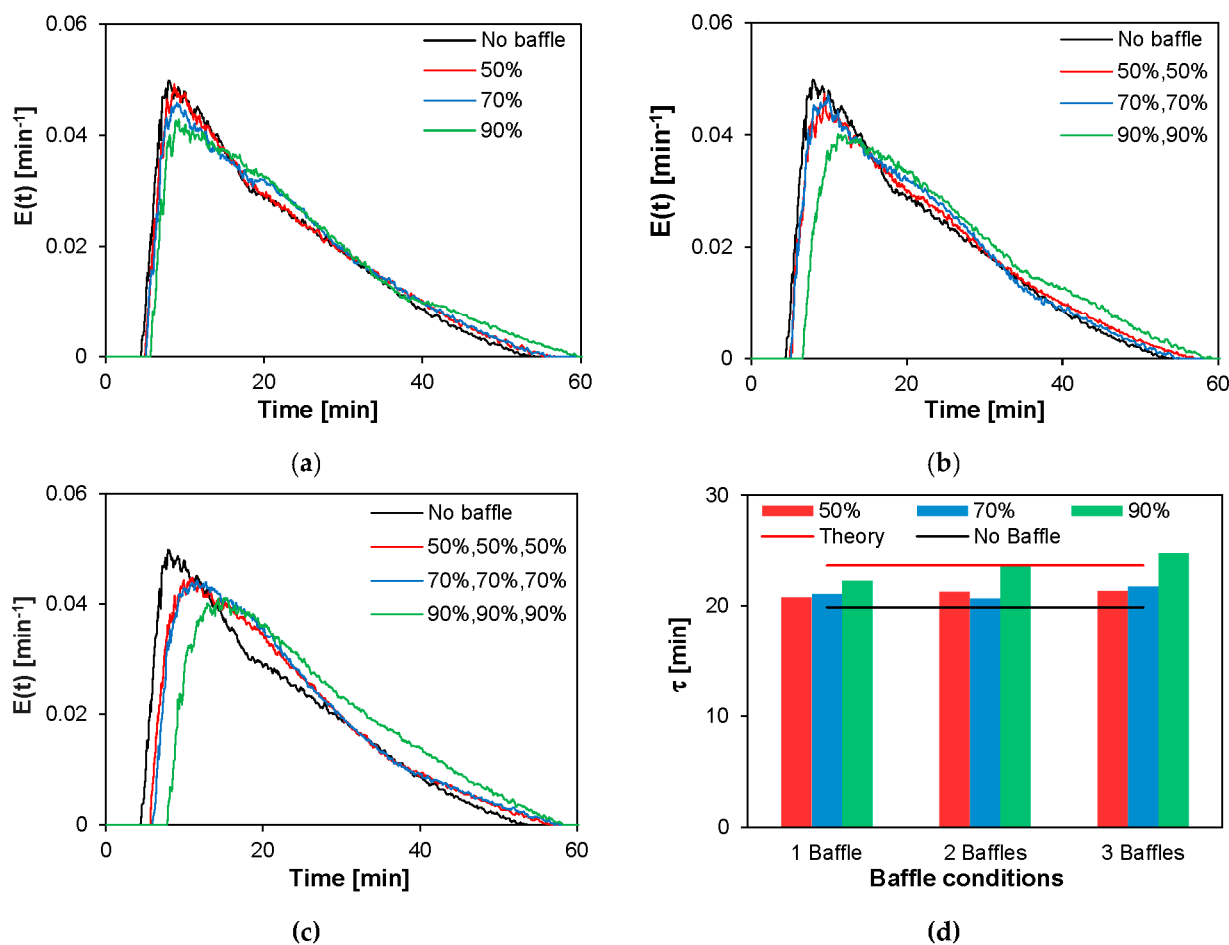 0.06
No baffle
50%
70%
90%
0.04
0.02
0
E(t) [min⁻¹]
0 20 40 60
Time [min]
(a)
0.06
No baffle
50%,50%
70%,70%
90%,90%
0.04
0.02
0
E(t) [min⁻¹]
0 20 40 60
Time [min]
(b)
0.06
No baffle
50%,50%,50%
70%,70%,70%
90%,90%,90%
0.04
0.02
0
E(t) [min⁻¹]
0 20 40 60
Time [min]
(c)
30
50% 70% 90%
Theory No Baffle
20
10
0
τ [min]
1 Baffle 2 Baffles 3 Baffles
Baffle conditions
(d)